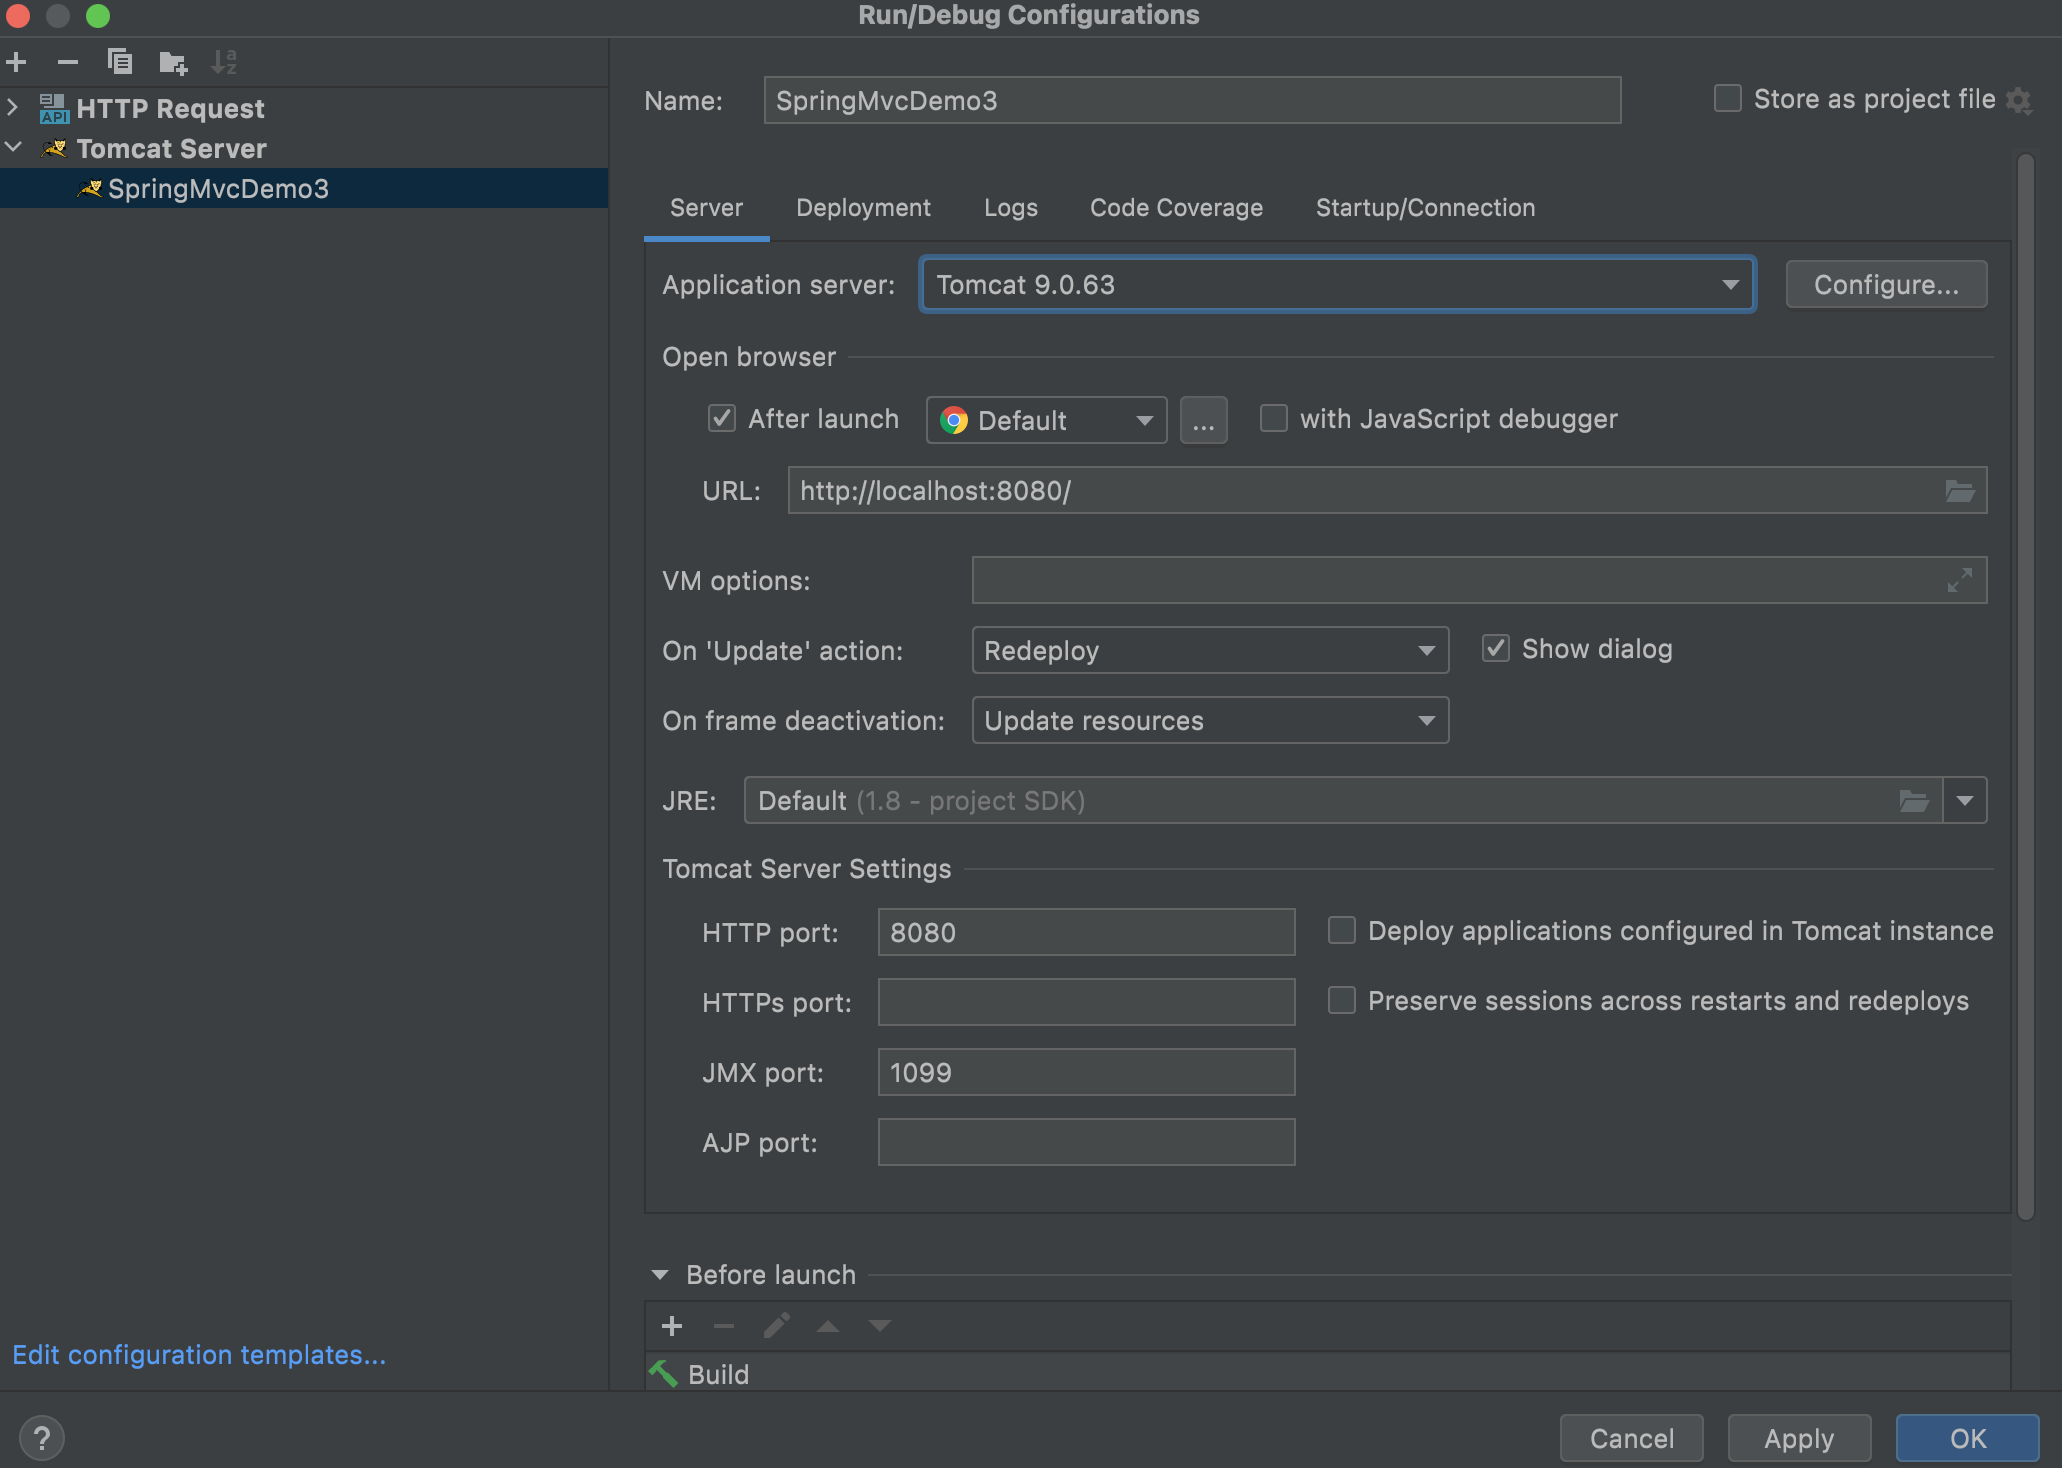 Run/Debug Configurations
API HTTP Request
Tomcat Server
SpringMvcDemo3
Edit configuration templates...
Name: SpringMvcDemo3
Store as project file
Server Deployment Logs Code Coverage Startup/Connection
Application server: Tomcat 9.0.63 Configure...
Open browser
After launch Default ... with JavaScript debugger
URL: http://localhost:8080/
VM options:
On 'Update' action: Redeploy Show dialog
On frame deactivation: Update resources
JRE: Default (1.8 - project SDK)
Tomcat Server Settings
HTTP port: 8080 Deploy applications configured in Tomcat instance
HTTPs port: Preserve sessions across restarts and redeploys
JMX port: 1099
AJP port:
Before launch
Build
? Cancel Apply OK